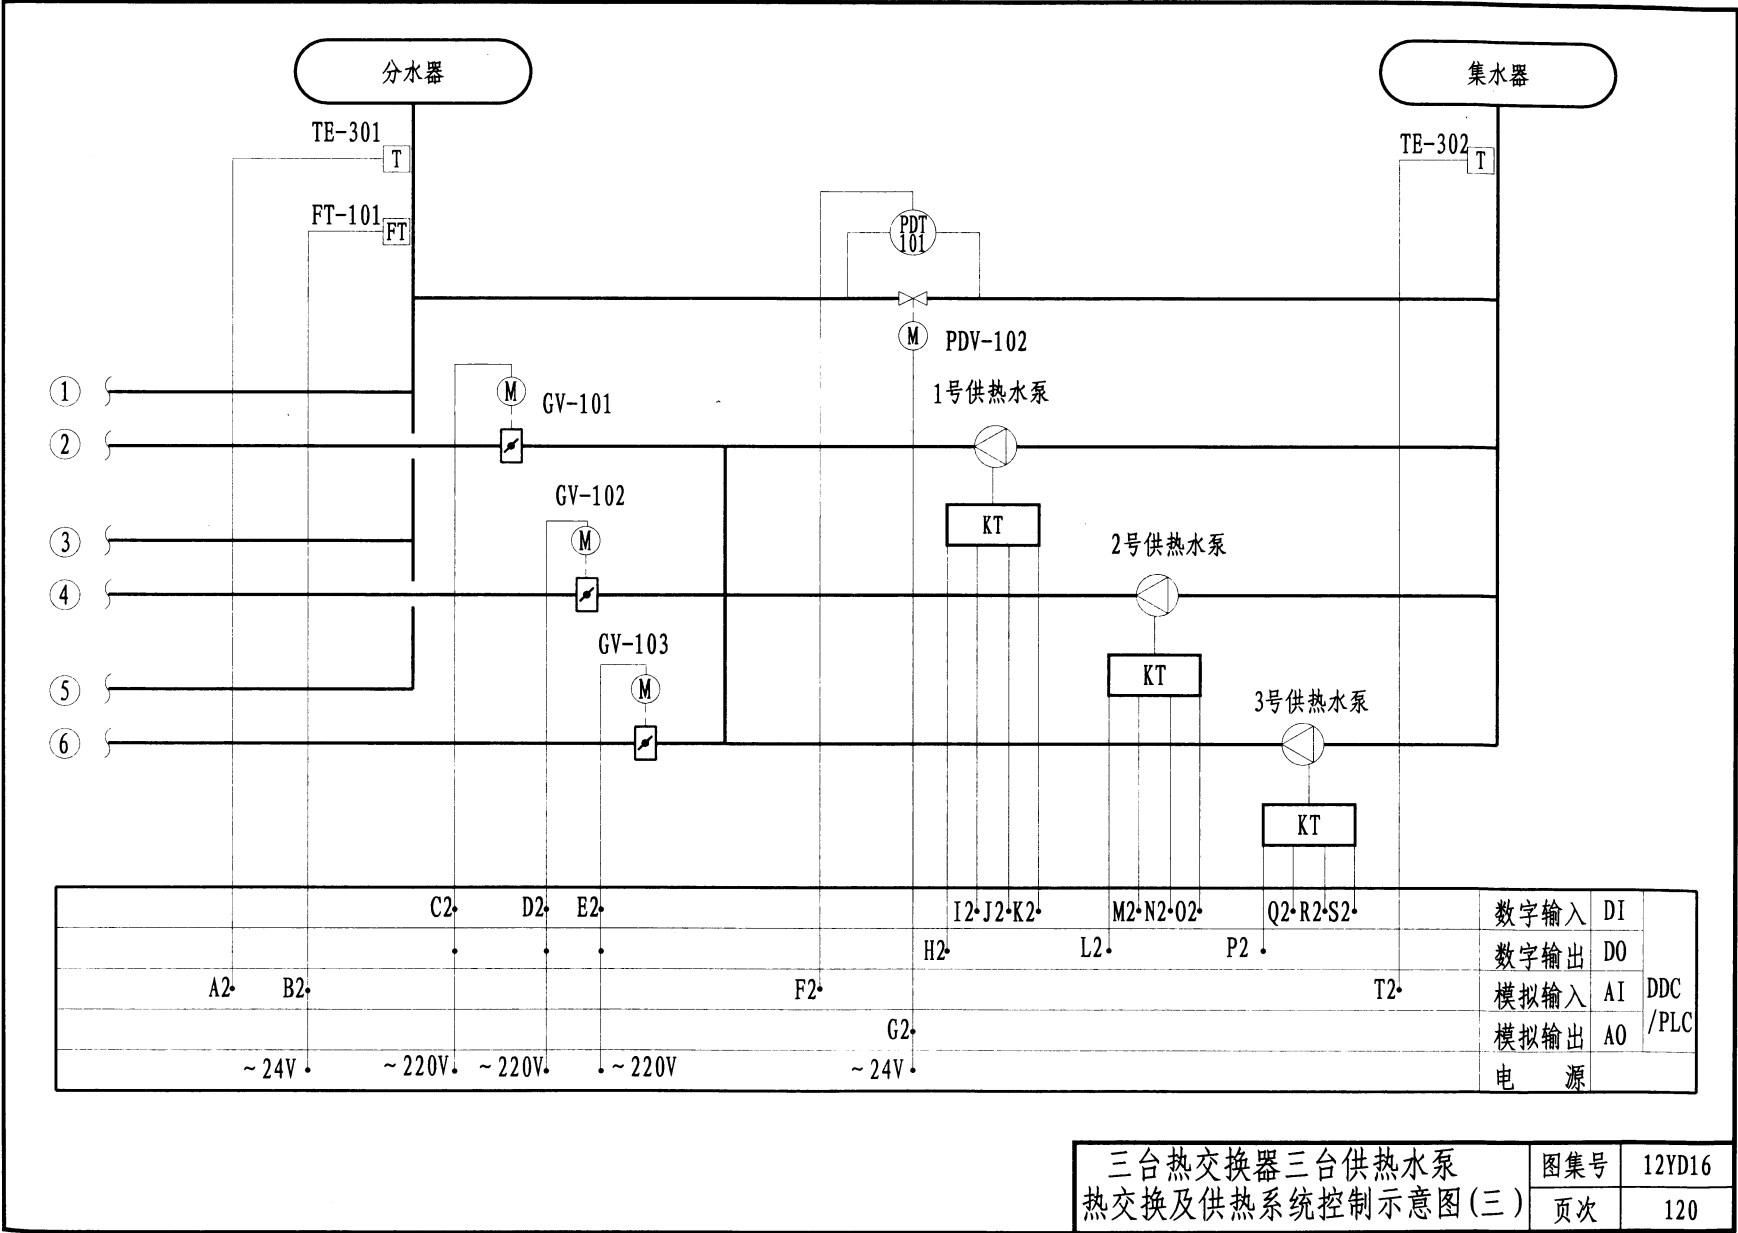 分水器
集水器
TE-301
T
TE-302
T
FT-101
FT
PDT
101
M
PDV-102
1号供热水泵
1
M
GV-101
2
GV-102
KT
3
M
2号供热水泵
4
GV-103
KT
5
M
3号供热水泵
6
KT
C2 D2 E2 I2 J2 K2 M2 N2 O2 Q2 R2 S2 数字输入 DI
H2 L2 P2 数字输出 DO
A2 B2 F2 T2 模拟输入 AI DDC
/PLC
G2 模拟输出 AO
~24V ~220V ~220V ~220V ~24V 电 源
三台热交换器三台供热水泵
热交换及供热系统控制示意图(三)
图集号 12YD16
页次 120